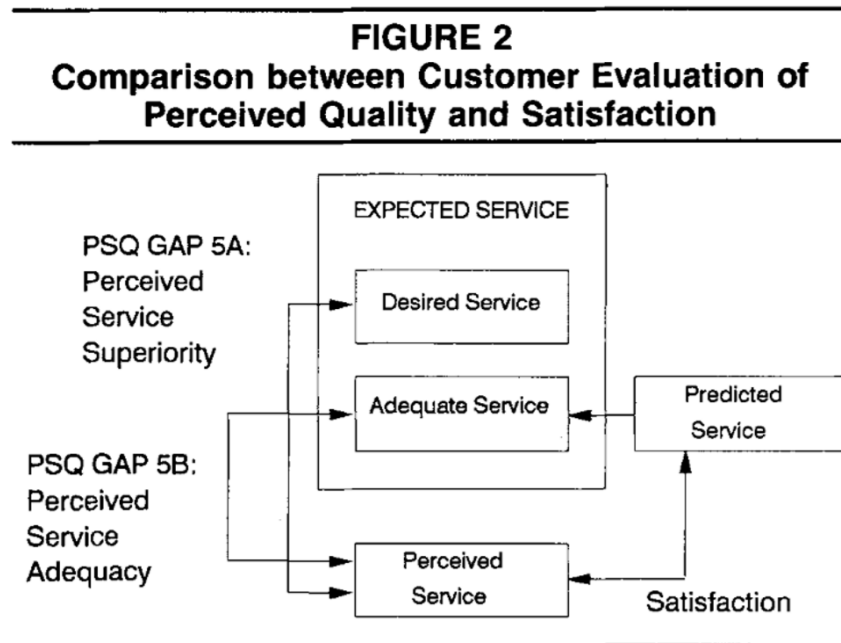 FIGURE 2
Comparison between Customer Evaluation of
Perceived Quality and Satisfaction
EXPECTED SERVICE
PSQ GAP 5A:
Perceived
Service
Superiority
Desired Service
Adequate Service
Predicted
Service
PSQ GAP 5B:
Perceived
Service
Adequacy
Perceived
Service
Satisfaction